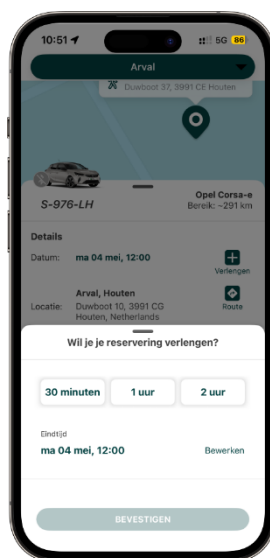 10:51
5G 86
Arval
Duwboot 37, 3991 CE Houten
S-976-LH
Opel Corsa-e
Bereik: ~291 km
Details
Datum: ma 04 mei, 12:00
Verlengen
Arval, Houten
Locatie: Duwboot 10, 3991 CG
Houten, Netherlands
Route
Wil je je reservering verlengen?
30 minuten 1 uur 2 uur
Eindtijd
ma 04 mei, 12:00 Bewerken
BEVESTIGEN